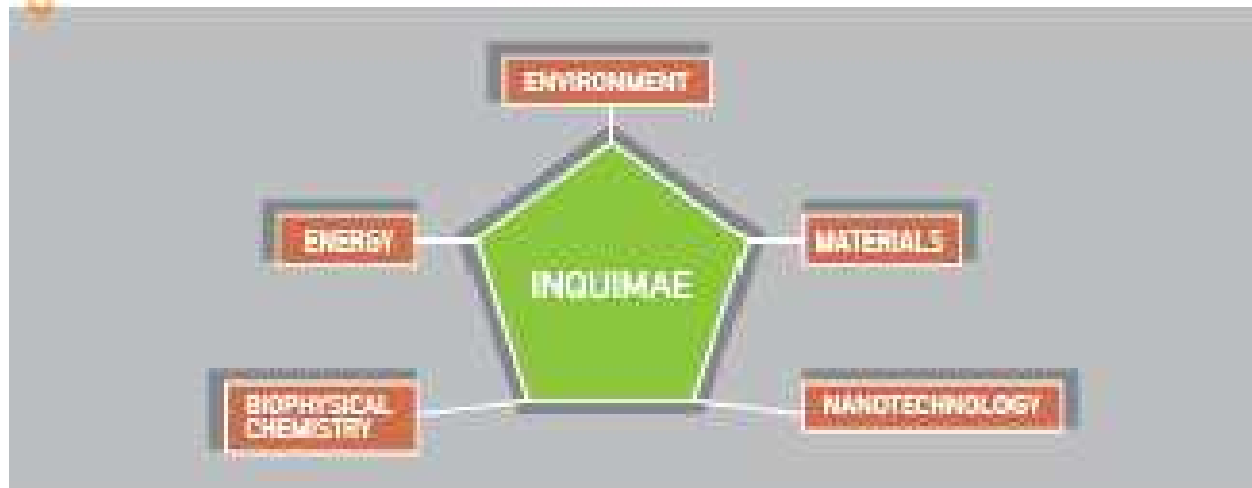 ENVIRONMENT
ENERGY
MATERIALS
INQUIMAE
BIOPHYSICAL
CHEMISTRY
NANOTECHNOLOGY